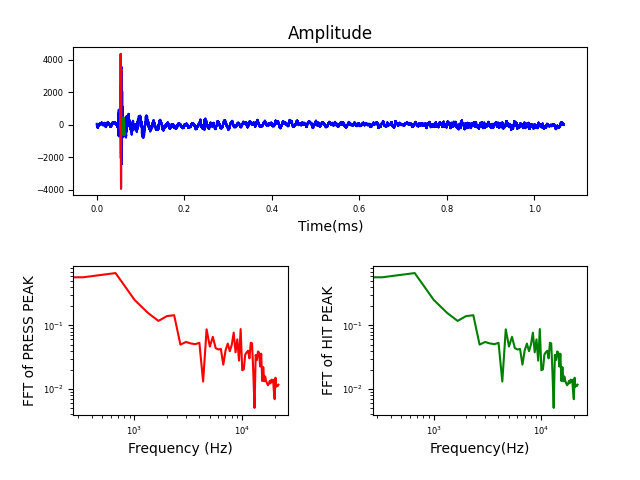 Amplitude
4000
2000
0
−2000
−4000
0.0 0.2 0.4 0.6 0.8 1.0
Time(ms)
FFT of PRESS PEAK
10⁻¹
10⁻²
10³ 10⁴
Frequency (Hz)
FFT of HIT PEAK
10⁻¹
10⁻²
10³ 10⁴
Frequency(Hz)